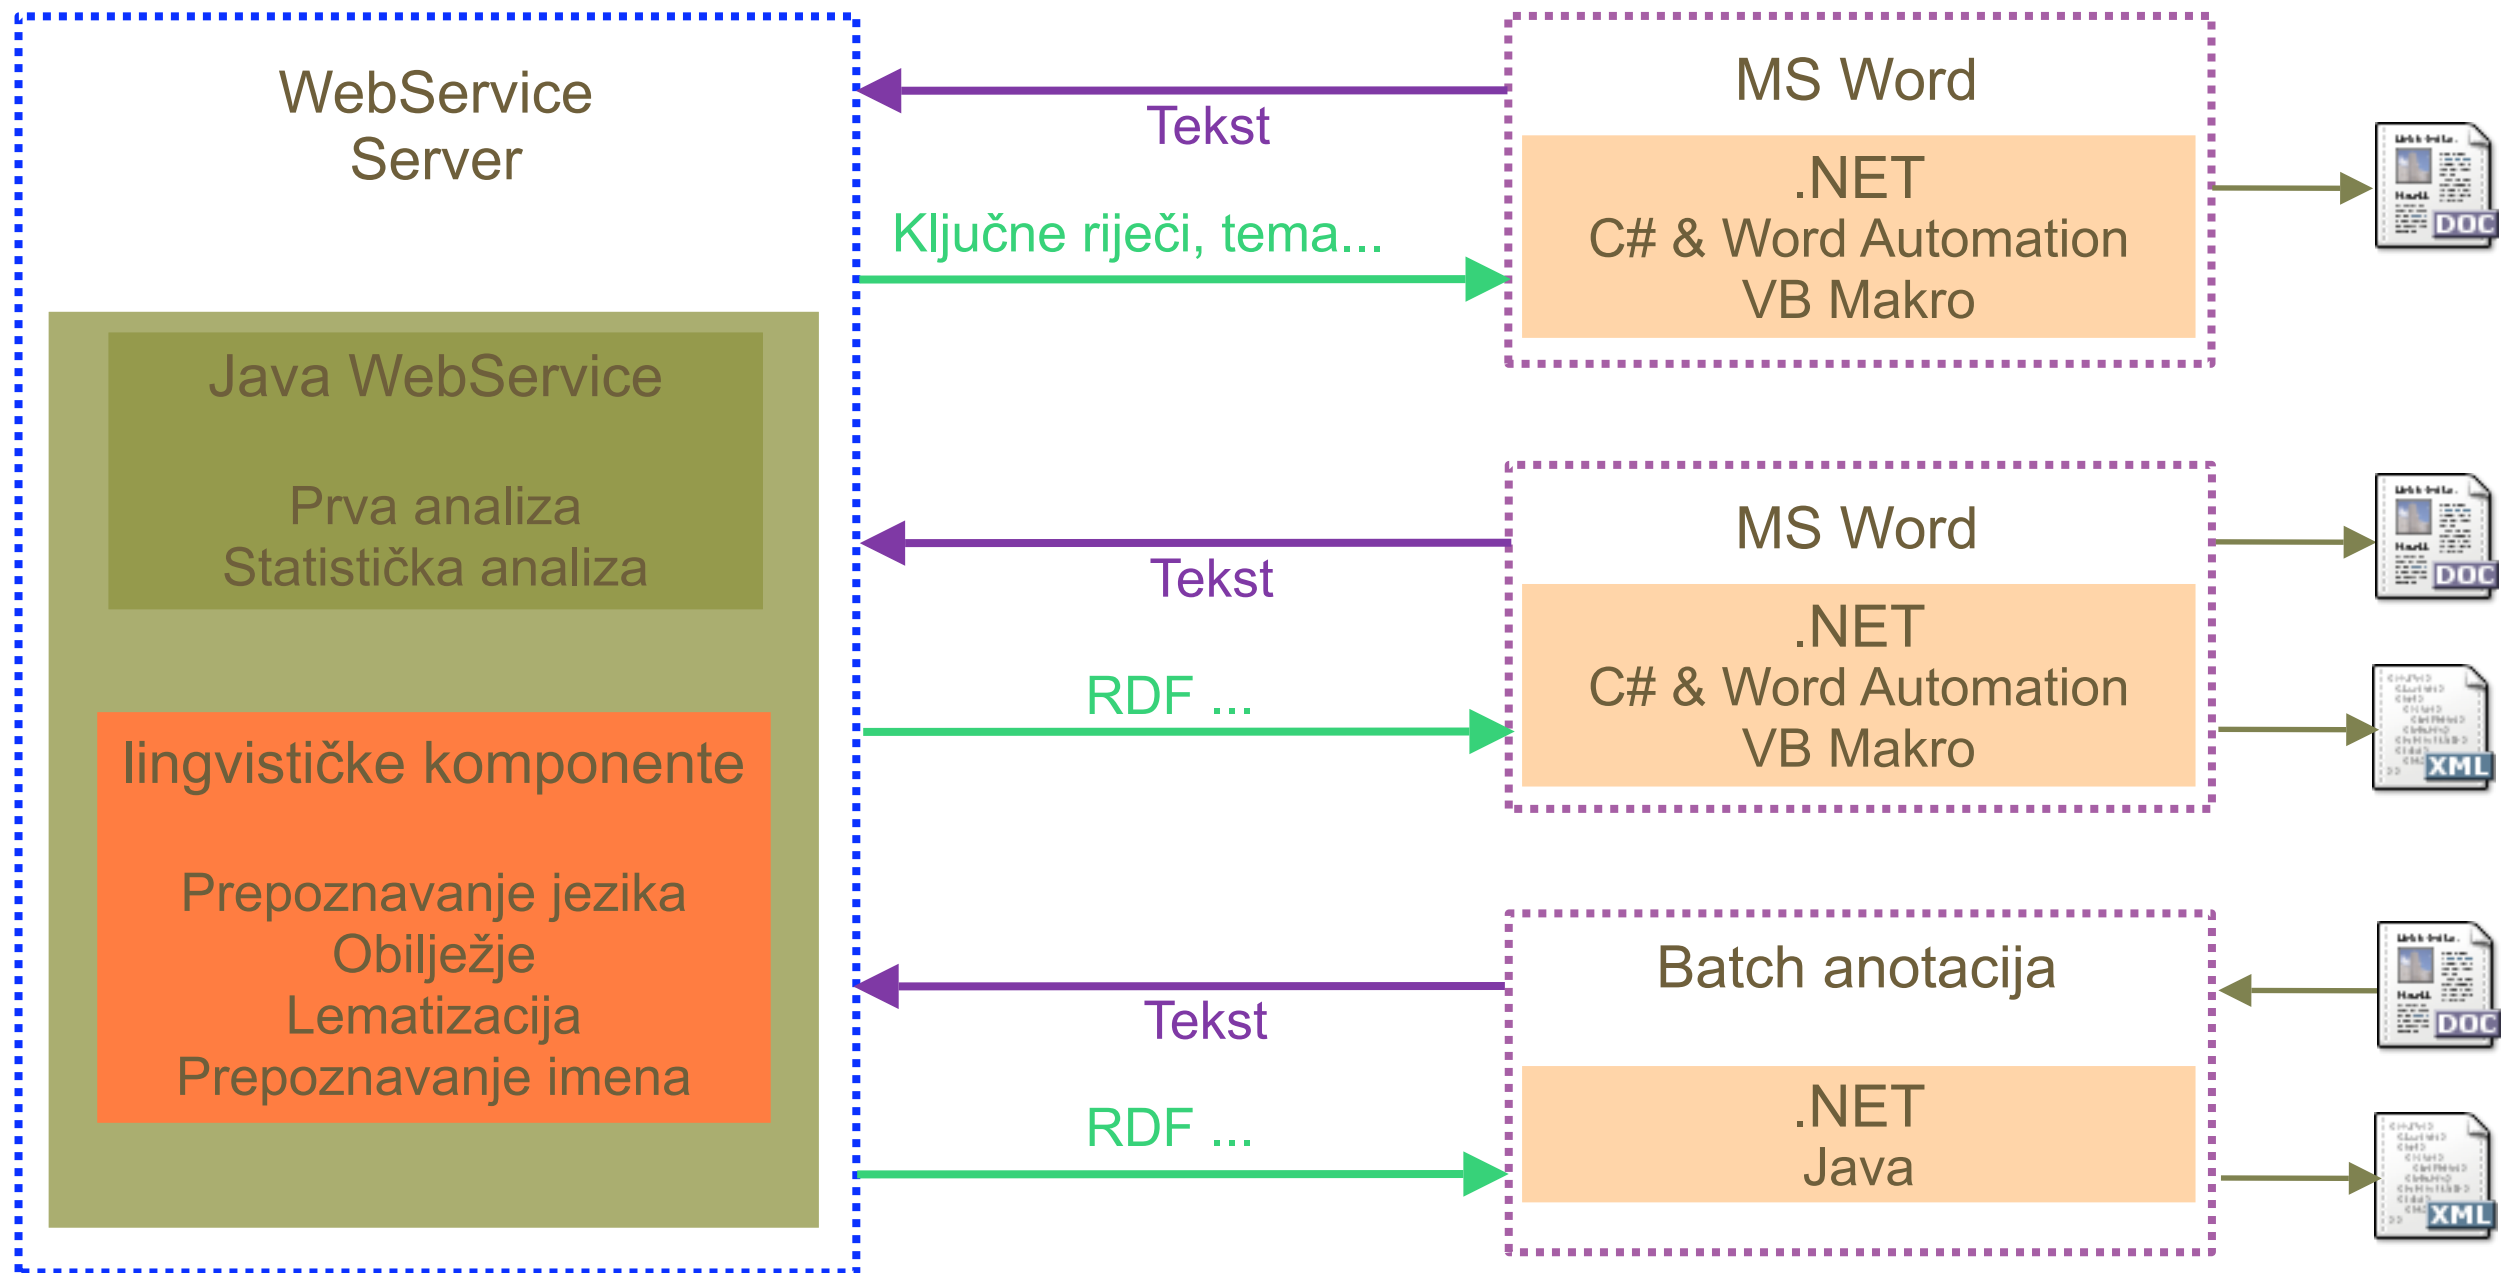 WebService
Server
Java WebService
Prva analiza
Statistička analiza
lingvističke komponente
Prepoznavanje jezika
Obilježje
Lematizacija
Prepoznavanje imena
Tekst
Ključne riječi, tema...
Tekst
RDF ...
Tekst
RDF ...
MS Word
.NET
C# & Word Automation
VB Makro
MS Word
.NET
C# & Word Automation
VB Makro
Batch anotacija
.NET
Java
DOC
DOC
XML
DOC
XML